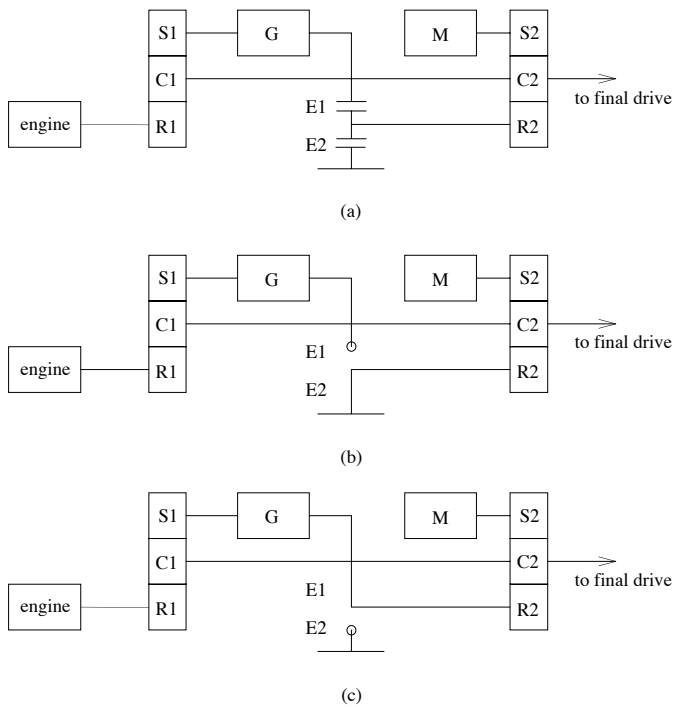 S1 G M S2
C1 C2
to final drive
engine R1 E1 R2
E2
(a)
S1 G M S2
C1 C2
to final drive
E1
engine R1 R2
E2
(b)
S1 G M S2
C1 C2
to final drive
E1
engine R1 R2
E2
(c)